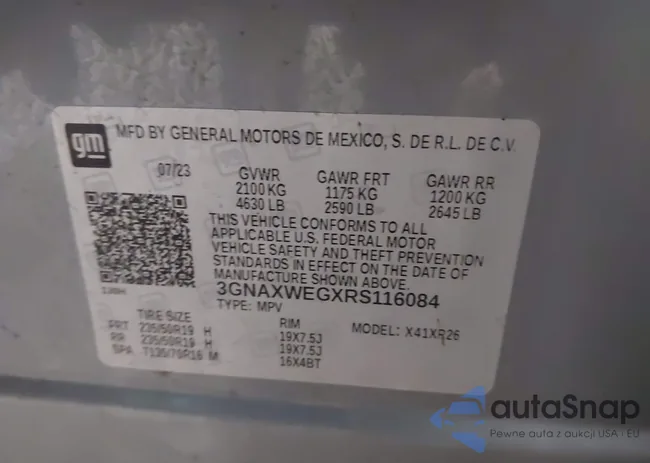 gm
MFD BY GENERAL MOTORS DE MEXICO, S. DE R.L. DE C.V.
07/23 GVWR GAWR FRT GAWR RR
2100 KG 1175 KG 1200 KG
4630 LB 2590 LB 2645 LB
THIS VEHICLE CONFORMS TO ALL
APPLICABLE U.S. FEDERAL MOTOR
VEHICLE SAFETY AND THEFT PREVENTION
STANDARDS IN EFFECT ON THE DATE OF
MANUFACTURE SHOWN ABOVE.
3GNAXWEGXRS116084
TYPE: MPV
TIRE SIZE RIM MODEL: X41XR26
FRT 235/50R19 H 19X7.5J
RR 235/50R19 H 19X7.5J
SPA T135/70R16 M 16X4BT
autaSnap
Pewne auta z aukcji USA i EU